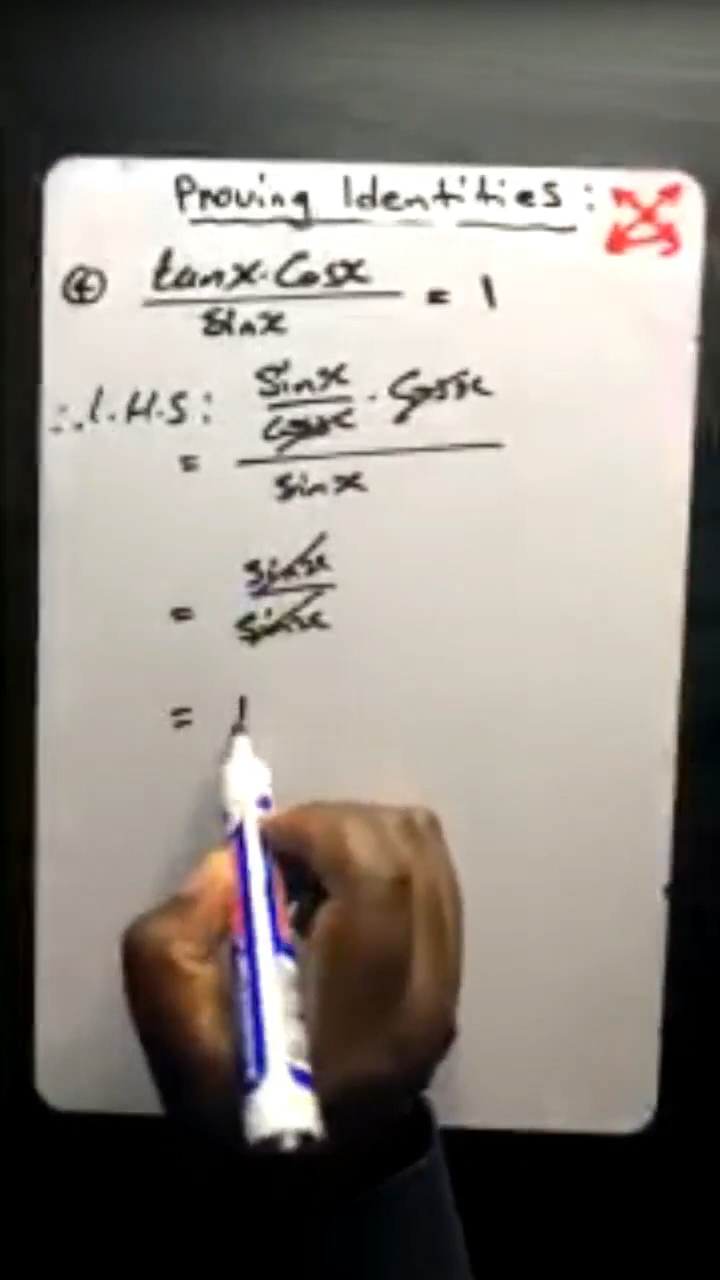 Proving Identities:
④ tanx.Cosx / sinx = 1
∴ L.H.S: = sinx/cosx . Cosx / sinx
= sinx / sinx
= 1